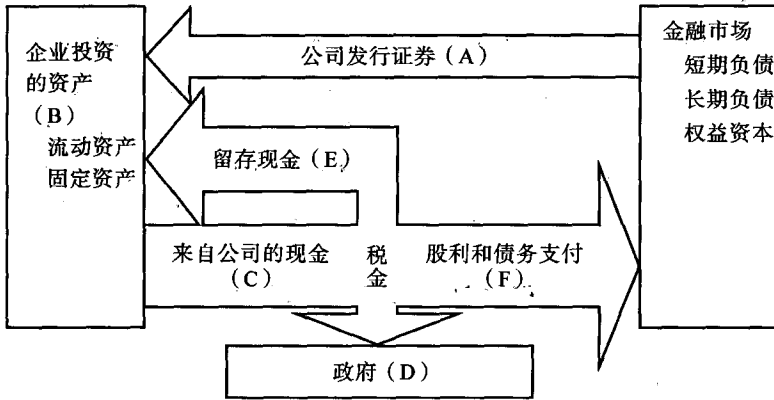 企业投资
的资产
（B）
流动资产
固定资产
公司发行证券（A）
金融市场
短期负债
长期负债
权益资本
留存现金（E）
来自公司的现金
（C）
税
金
股利和债务支付
（F）
政府（D）